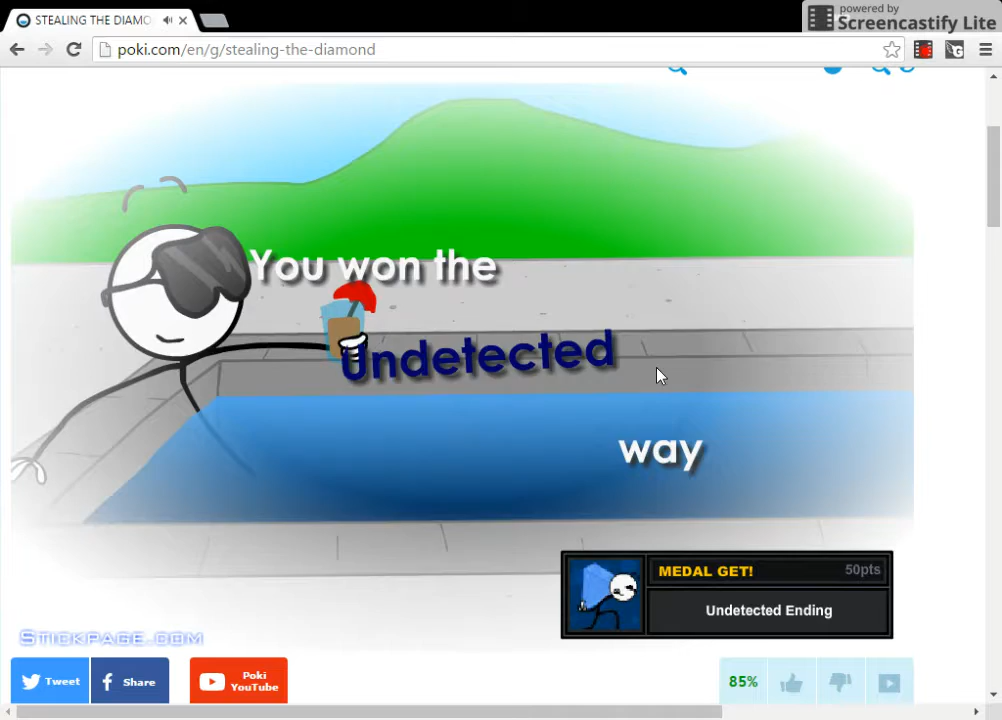 STEALING THE DIAMO
powered by
Screencastify Lite
poki.com/en/g/stealing-the-diamond
You won the
undetected
way
MEDAL GET!
50pts
Undetected Ending
STICKPAGE.COM
Tweet
Share
Poki
YouTube
85%